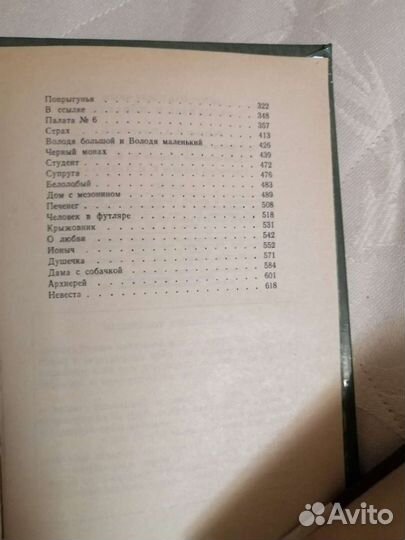 Попрыгунья . . . . . . . . . . 322
В ссылке . . . . . . . . . . 348
Палата № 6 . . . . . . . . . . 357
Страх . . . . . . . . . . 413
Володя большой и Володя маленький . . . . 426
Черный монах . . . . . . . . . . 439
Студент . . . . . . . . . . 472
Супруга . . . . . . . . . . 476
Белолобый . . . . . . . . . . 483
Дом с мезонином . . . . . . . . . . 489
Печенег . . . . . . . . . . 508
Человек в футляре . . . . . . . . . . 518
Крыжовник . . . . . . . . . . 531
О любви . . . . . . . . . . 542
Ионыч . . . . . . . . . . 552
Душечка . . . . . . . . . . 571
Дама с собачкой . . . . . . . . . . 584
Архиерей . . . . . . . . . . 601
Невеста . . . . . . . . . . 618
Avito